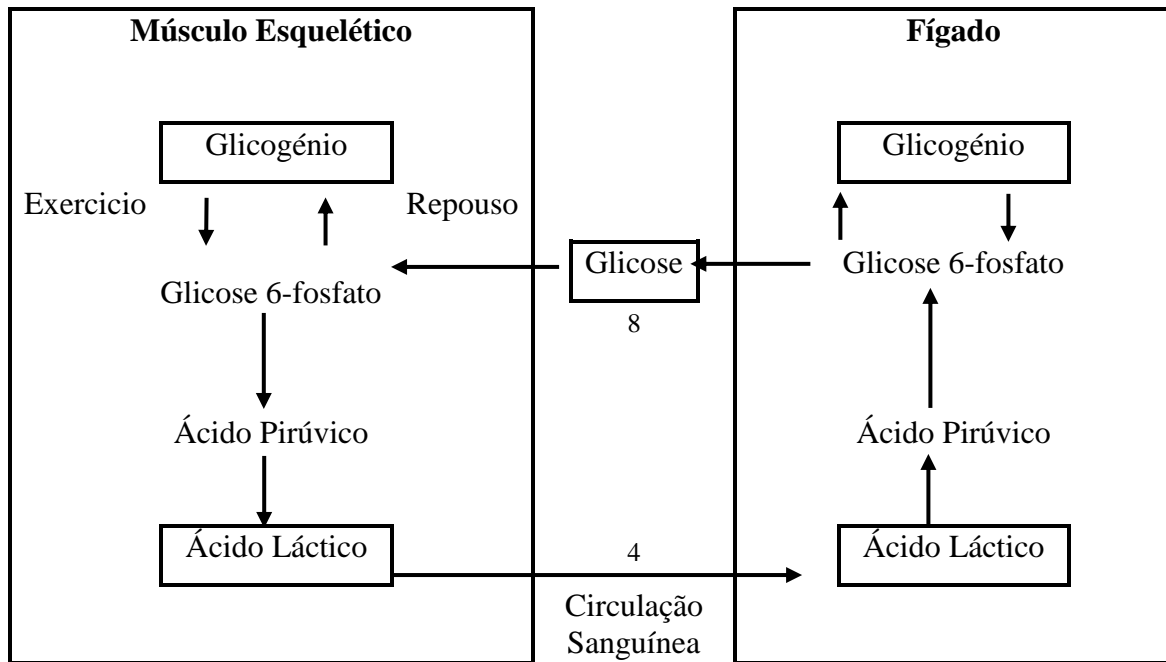 Músculo Esquelético
Fígado
Glicogénio
Glicogénio
Exercicio
Repouso
Glicose
Glicose 6-fosfato
Glicose 6-fosfato
8
Ácido Pirúvico
Ácido Pirúvico
Ácido Láctico
4
Ácido Láctico
Circulação
Sanguínea